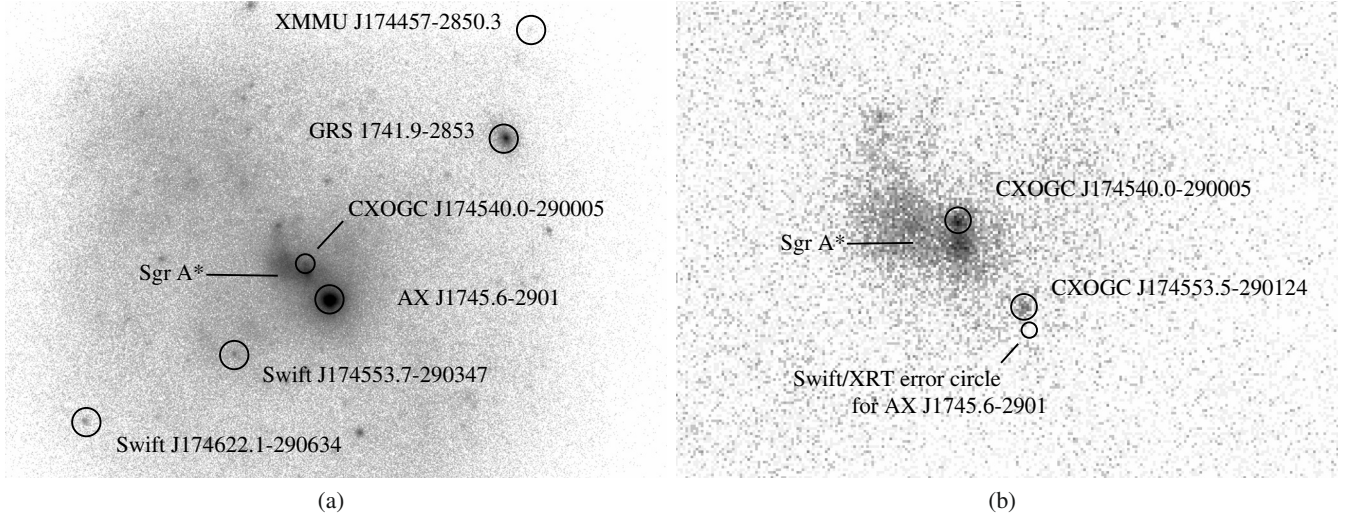 XMMU J174457-2850.3
GRS 1741.9-2853
CXOGC J174540.0-290005
Sgr A*
AX J1745.6-2901
Swift J174553.7-290347
Swift J174622.1-290634
(a)
CXOGC J174540.0-290005
Sgr A*
CXOGC J174553.5-290124
Swift/XRT error circle
for AX J1745.6-2901
(b)